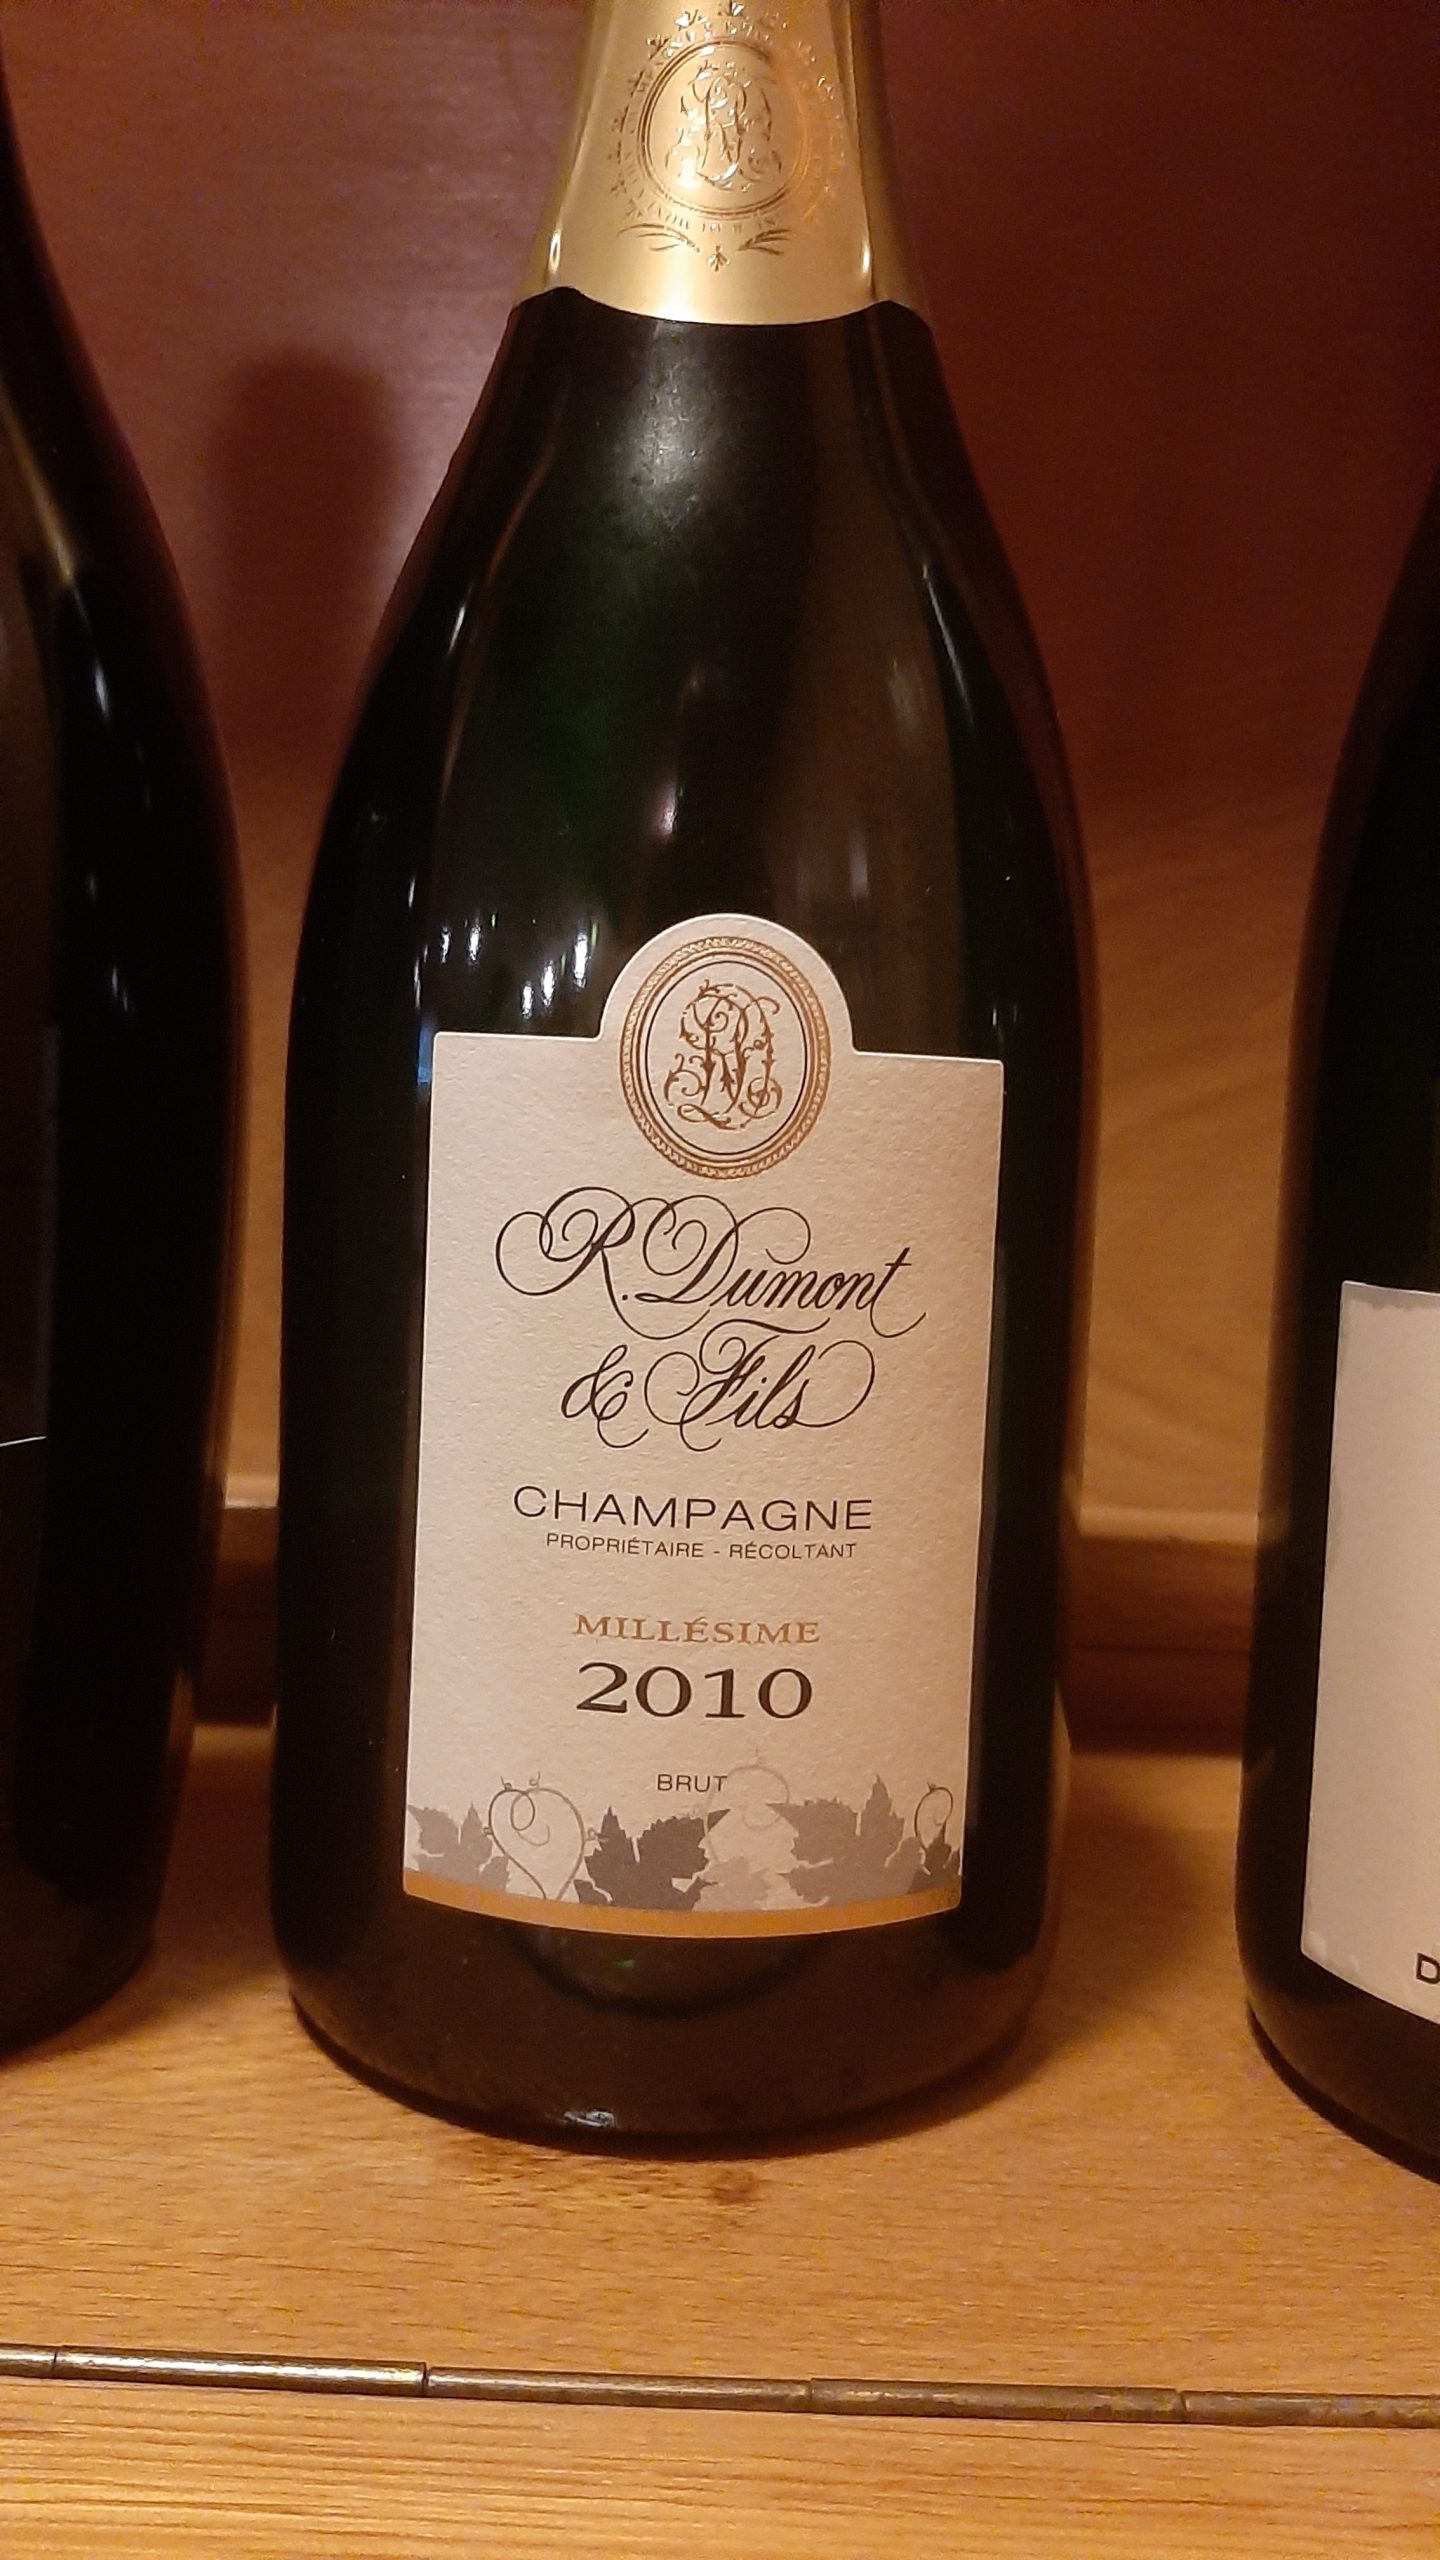 R. Dumont
& Fils
CHAMPAGNE
PROPRIÉTAIRE - RÉCOLTANT
MILLÉSIME
2010
BRUT
D